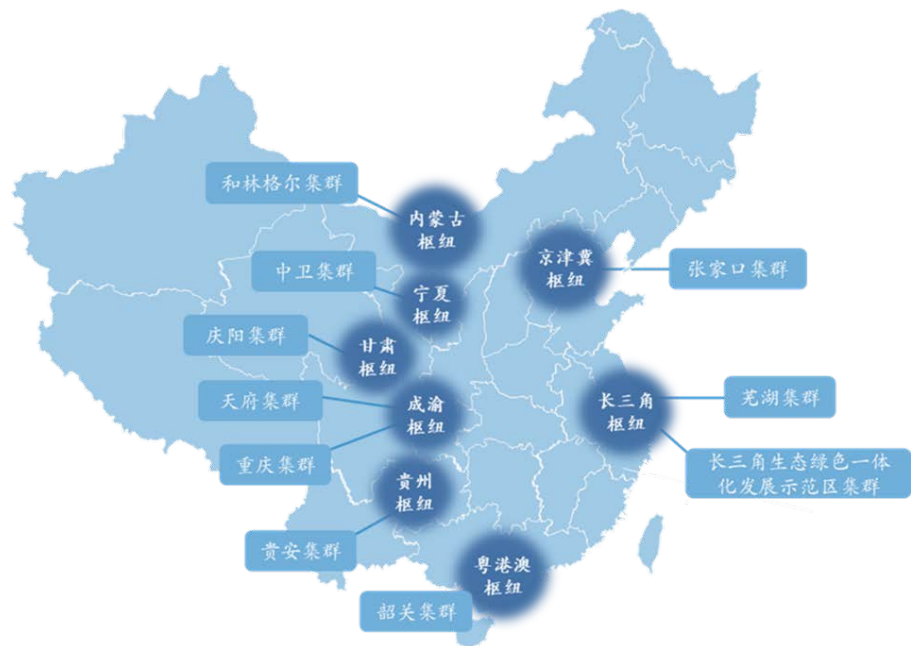 和林格尔集群
内蒙古
枢纽
京津冀
枢纽
张家口集群
中卫集群
宁夏
枢纽
庆阳集群
甘肃
枢纽
天府集群
成渝
枢纽
重庆集群
长三角
枢纽
芜湖集群
长三角生态绿色一体
化发展示范区集群
貴州
枢纽
贵安集群
粤港澳
枢纽
韶关集群